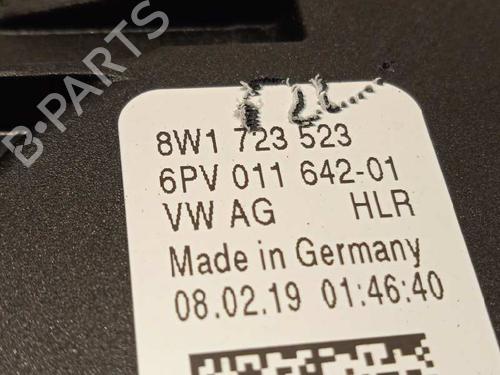 B-PARTS
8W1 723 523
6PV 011 642-01
VW AG HLR
Made in Germany
08.02.19 01:46:40
B-PARTS